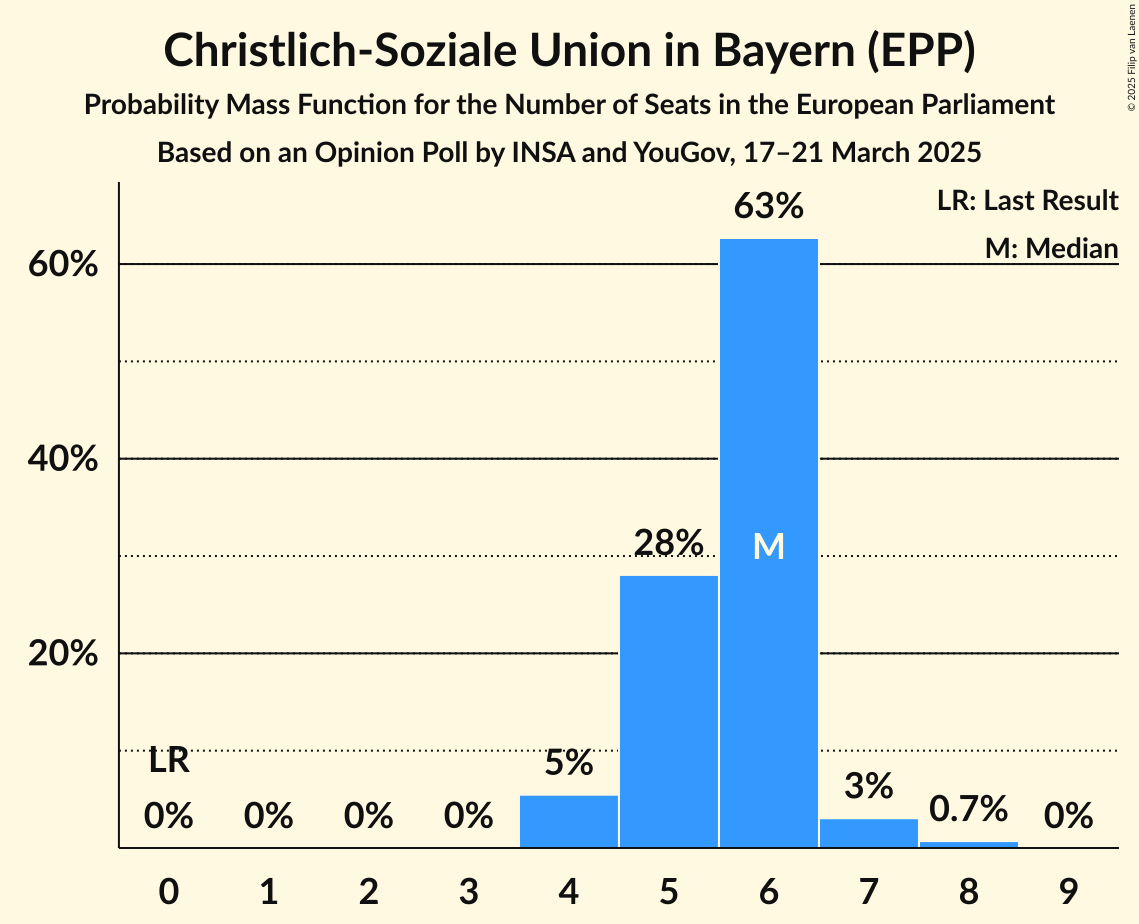 Christlich-Soziale Union in Bayern (EPP)
Probability Mass Function for the Number of Seats in the European Parliament
Based on an Opinion Poll by INSA and YouGov, 17–21 March 2025
© 2025 Filip van Laenen
LR: Last Result
M: Median
63%
60%
40%
28%
M
20%
LR
5%
3%
0.7%
0% 0% 0% 0% 0%
0 1 2 3 4 5 6 7 8 9